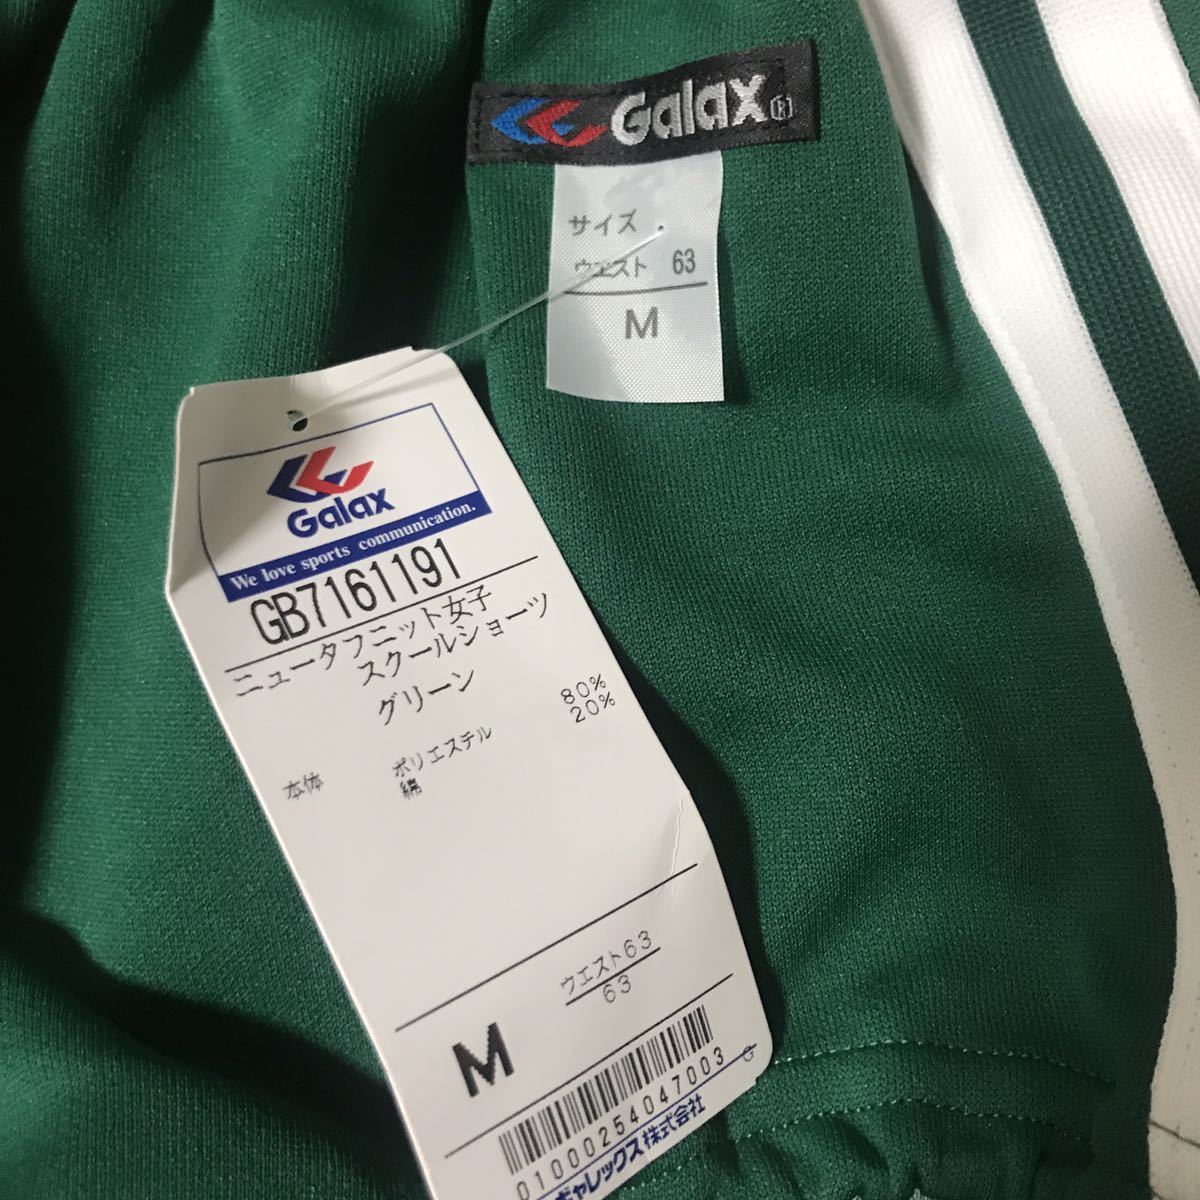 Galax(R)
サイズ
ウエスト 63
M
Galax
We love sports communication.
GB7161191
ニュータフニット女子
スクールショーツ
グリーン
本体 ポリエステル 80%
綿 20%
ウエスト63
63
M
01000254047003
G
ギャレックス株式会社